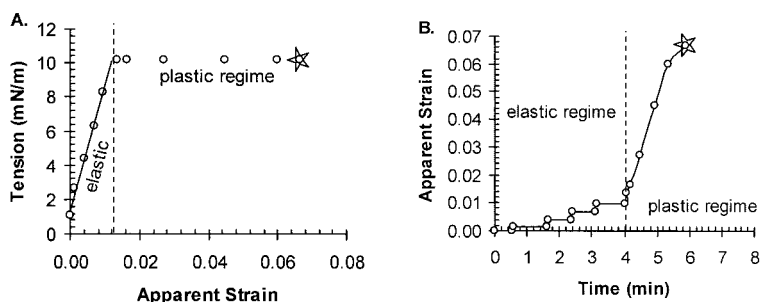 A.
Tension (mN/m)
12
10
8
6
4
2
0
elastic
plastic regime
0.00
0.02
0.04
0.06
0.08
Apparent Strain
B.
Apparent Strain
0.07
0.06
0.05
0.04
0.03
0.02
0.01
0.00
elastic regime
plastic regime
0
1
2
3
4
5
6
7
8
Time (min)